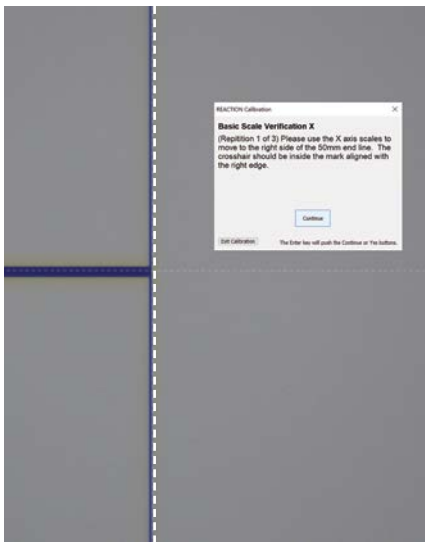 REACTION Calibration
Basic Scale Verification X
(Repitition 1 of 3) Please use the X axis scales to
move to the right side of the 50mm end line. The
crosshair should be inside the mark aligned with
the right edge.
Continue
Exit Calibration
The Enter key will push the Continue or Yes buttons.